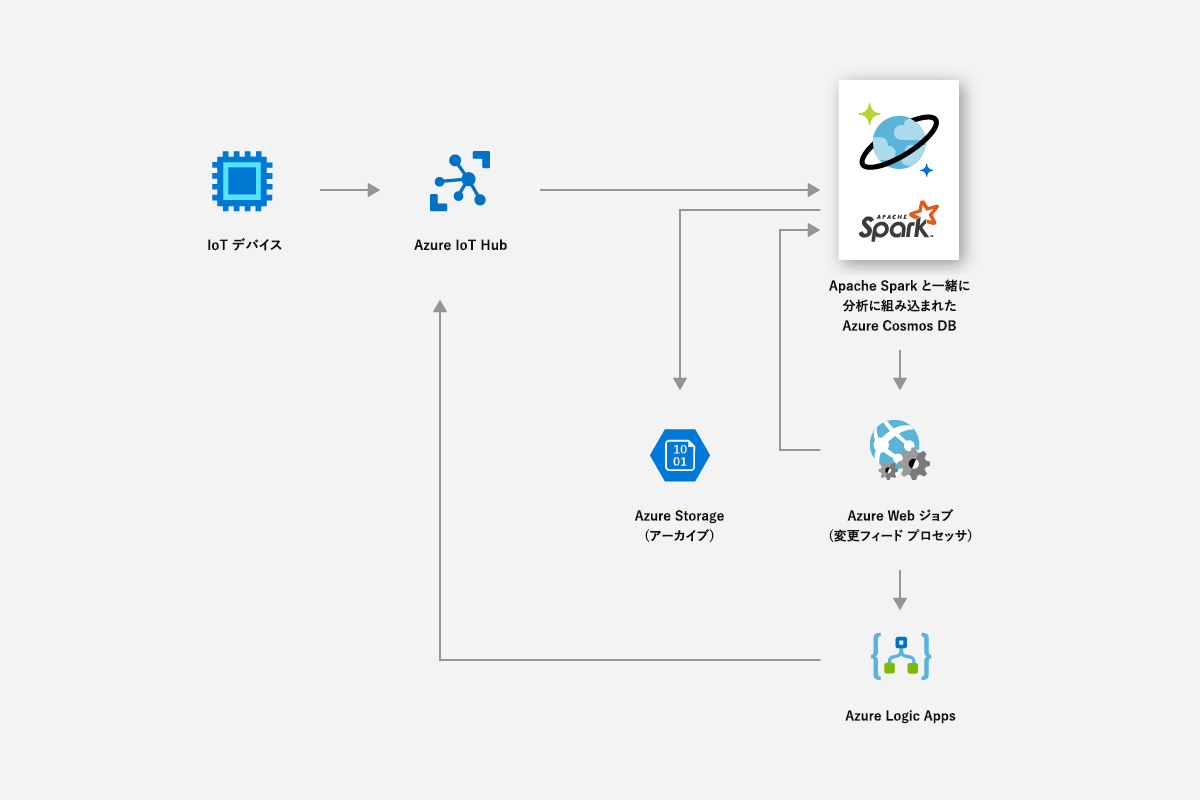 IoT デバイス
Azure IoT Hub
APACHE
Spark™
Apache Spark と一緒に
分析に組み込まれた
Azure Cosmos DB
10
01
Azure Storage
（アーカイブ）
Azure Web ジョブ
（変更フィード プロセッサ）
Azure Logic Apps